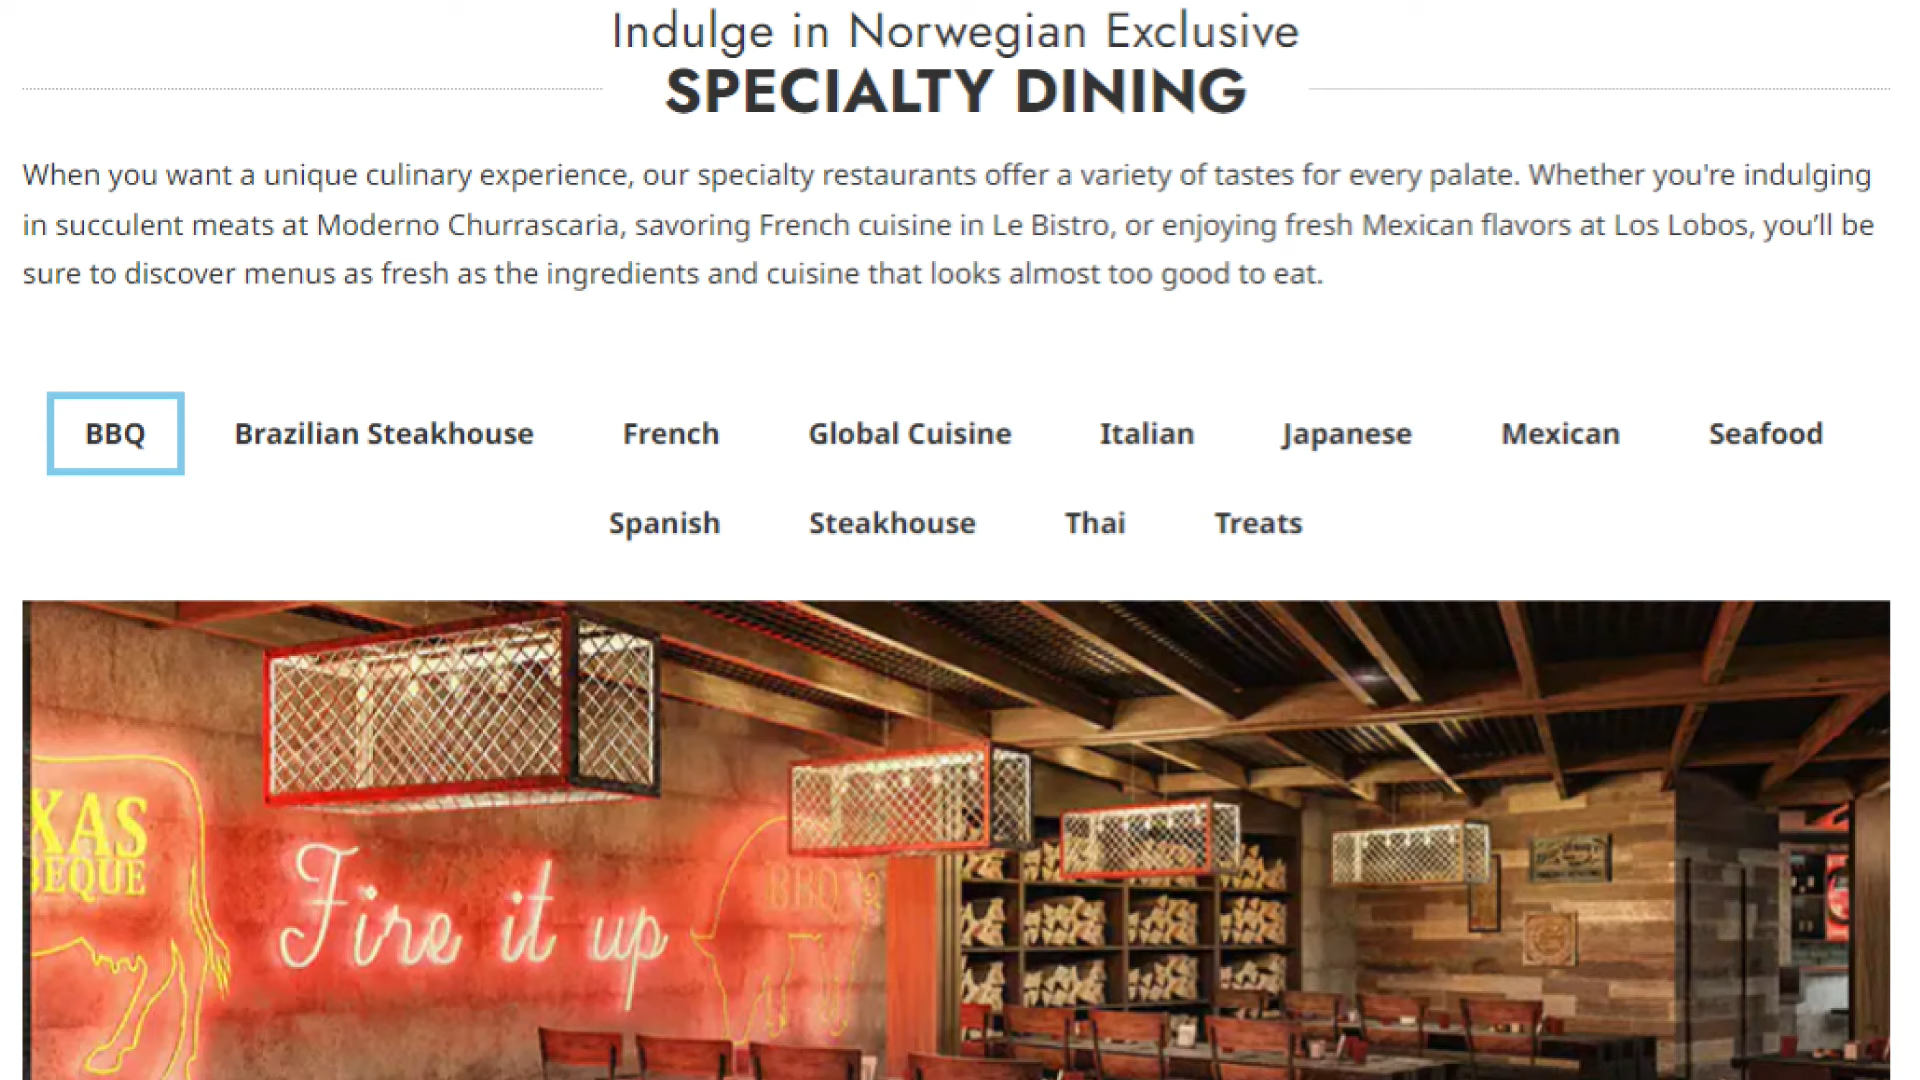 Indulge in Norwegian Exclusive
SPECIALTY DINING
When you want a unique culinary experience, our specialty restaurants offer a variety of tastes for every palate. Whether you're indulging
in succulent meats at Moderno Churrascaria, savoring French cuisine in Le Bistro, or enjoying fresh Mexican flavors at Los Lobos, you’ll be
sure to discover menus as fresh as the ingredients and cuisine that looks almost too good to eat.
BBQ Brazilian Steakhouse French Global Cuisine Italian Japanese Mexican Seafood
Spanish Steakhouse Thai Treats
XAS
BEQUE
Fire it up
BBQ